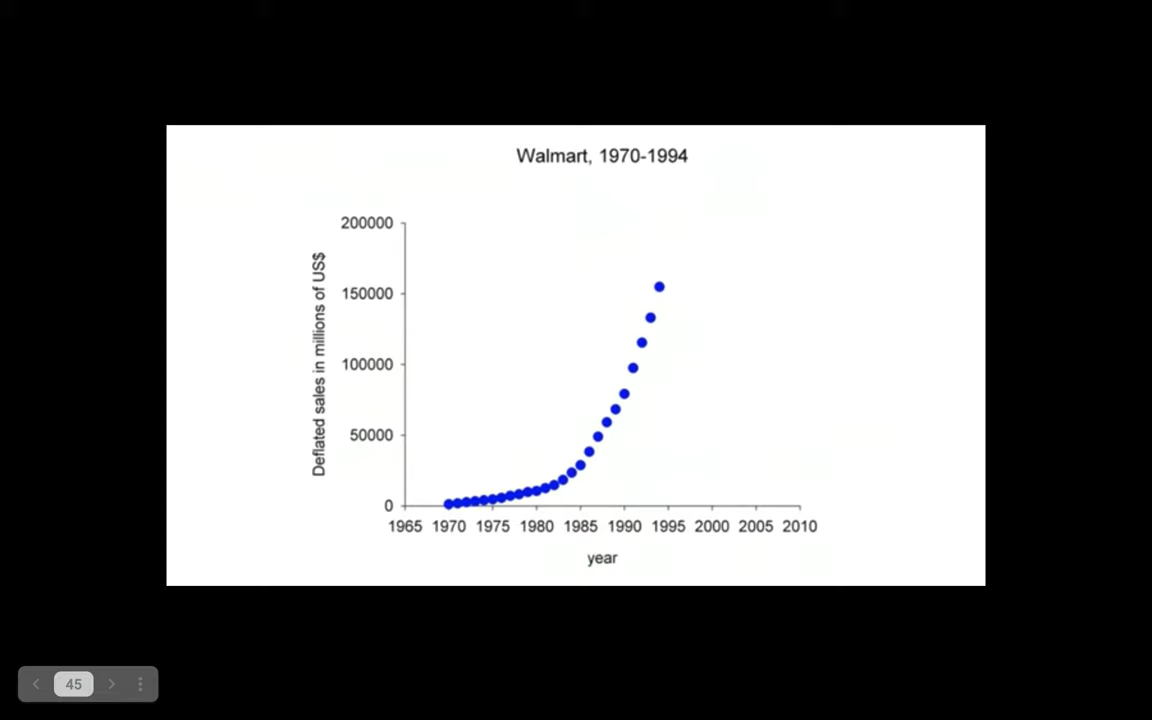 Walmart, 1970-1994
200000
150000
100000
50000
0
Deflated sales in millions of US$
1965 1970 1975 1980 1985 1990 1995 2000 2005 2010
year
45